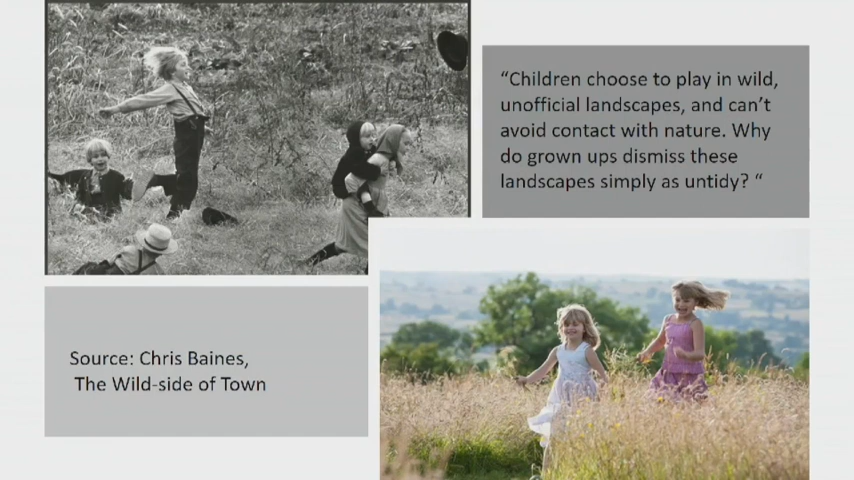 “Children choose to play in wild,
unofficial landscapes, and can’t
avoid contact with nature. Why
do grown ups dismiss these
landscapes simply as untidy? “
Source: Chris Baines,
The Wild-side of Town